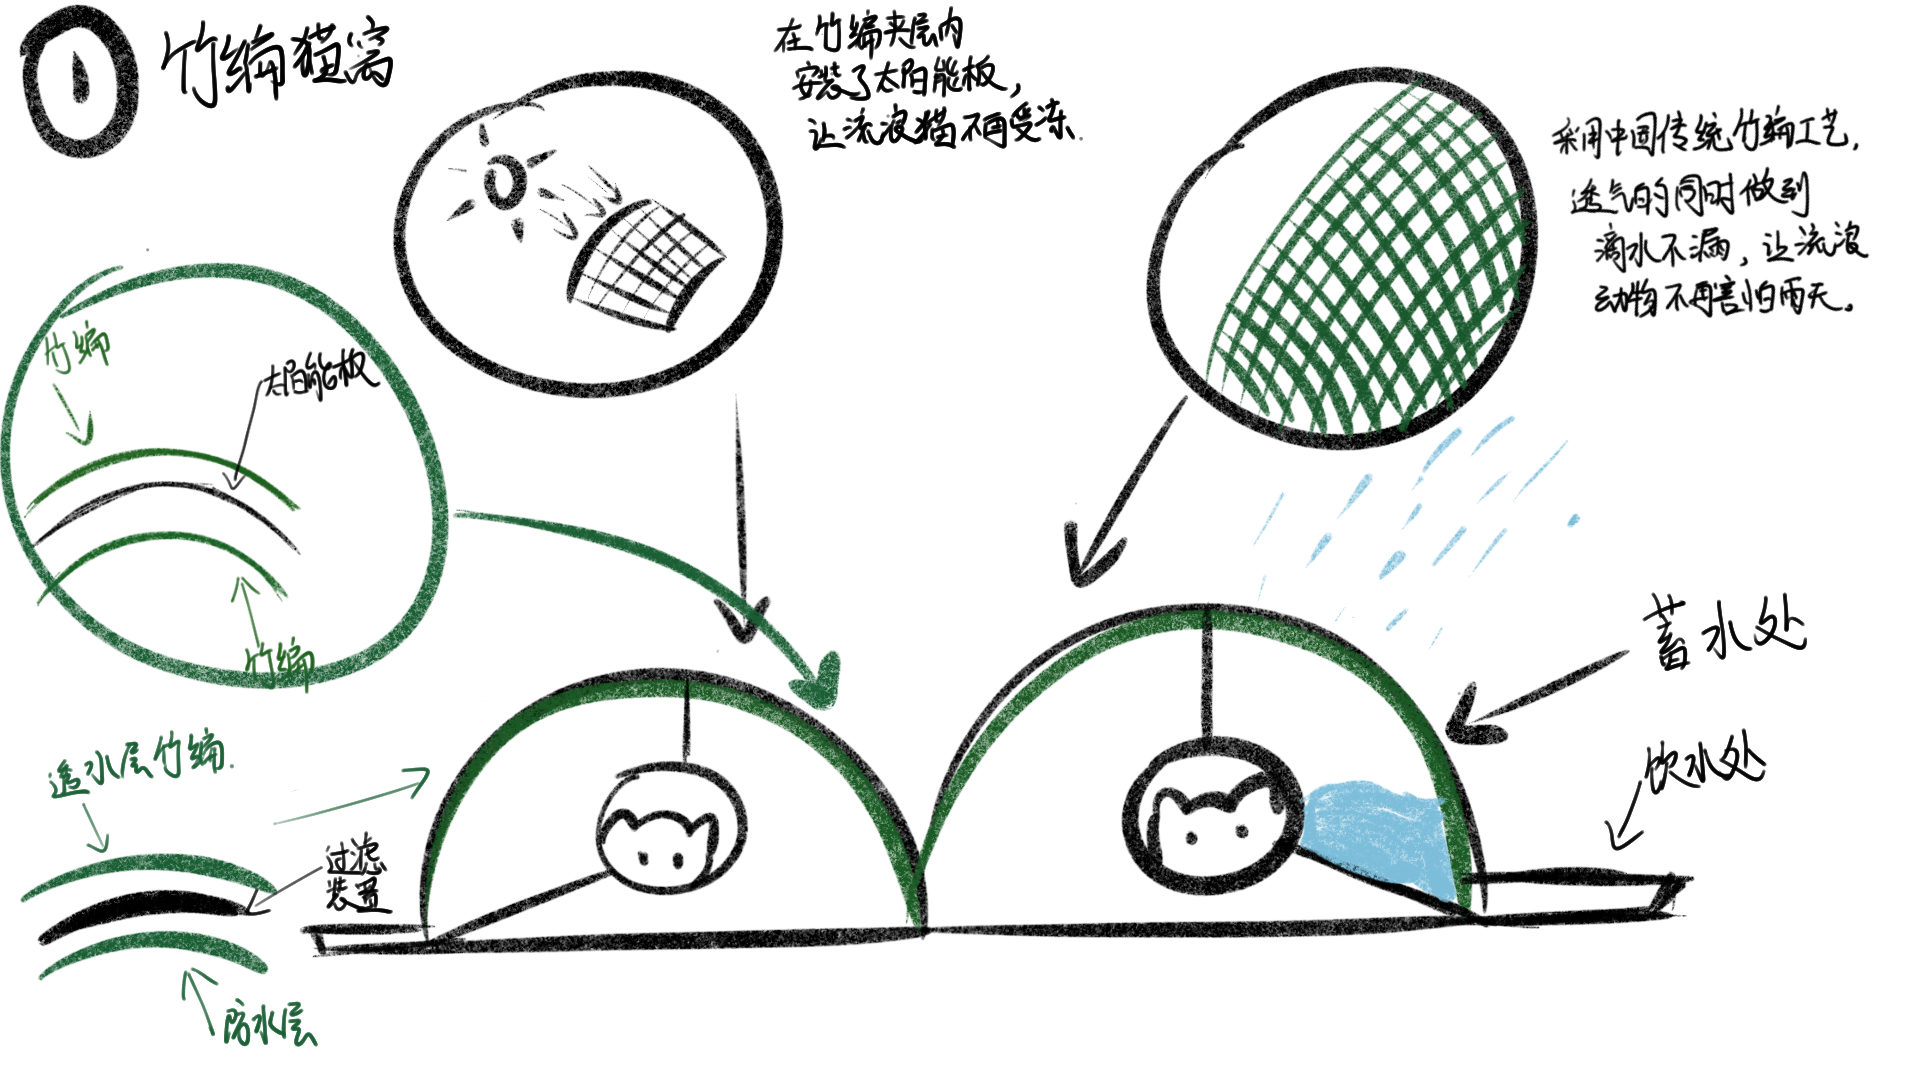 1
竹编猫窝
在竹编夹层内
安装了太阳能板，
让流浪猫不再受冻.
采用中国传统竹编工艺，
透气的同时做到
滴水不漏，让流浪
动物不再害怕雨天。
竹编
太阳能板
竹编
透水层竹编.
过滤
装置
防水层
蓄水处
饮水处